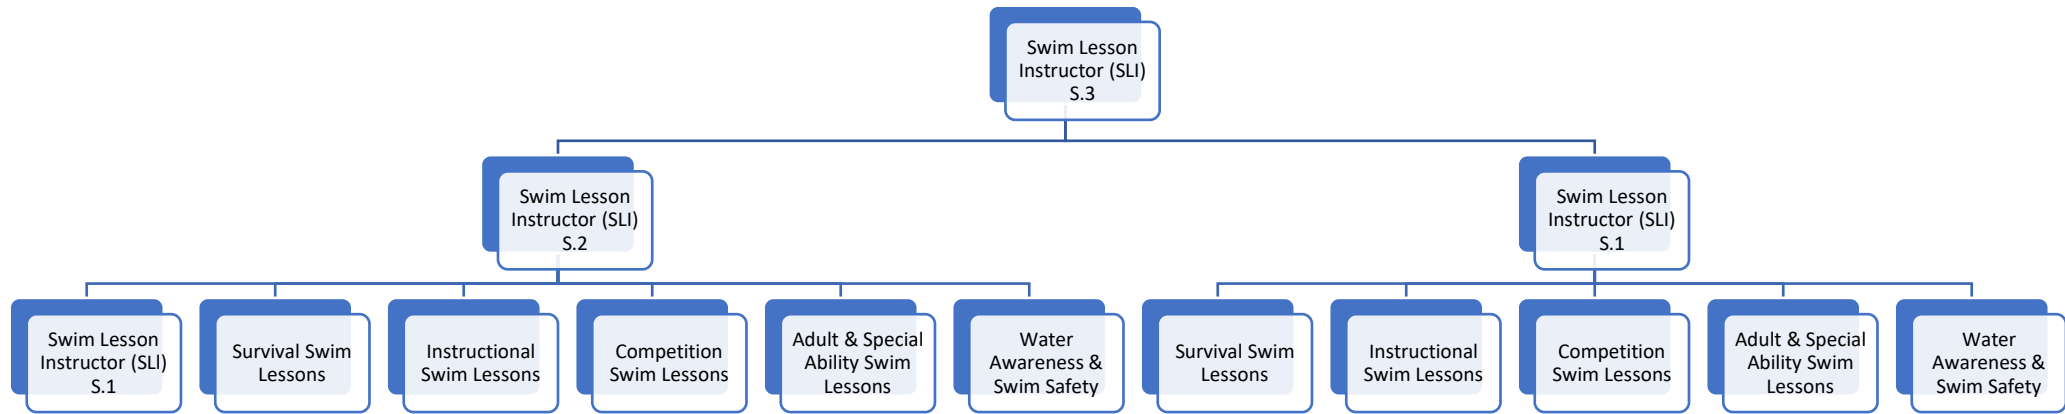 Swim Lesson
Instructor (SLI)
S.3
Swim Lesson
Instructor (SLI)
S.2
Swim Lesson
Instructor (SLI)
S.1
Swim Lesson
Instructor (SLI)
S.1
Survival Swim
Lessons
Instructional
Swim Lessons
Competition
Swim Lessons
Adult & Special
Ability Swim
Lessons
Water
Awareness &
Swim Safety
Survival Swim
Lessons
Instructional
Swim Lessons
Competition
Swim Lessons
Adult & Special
Ability Swim
Lessons
Water
Awareness &
Swim Safety